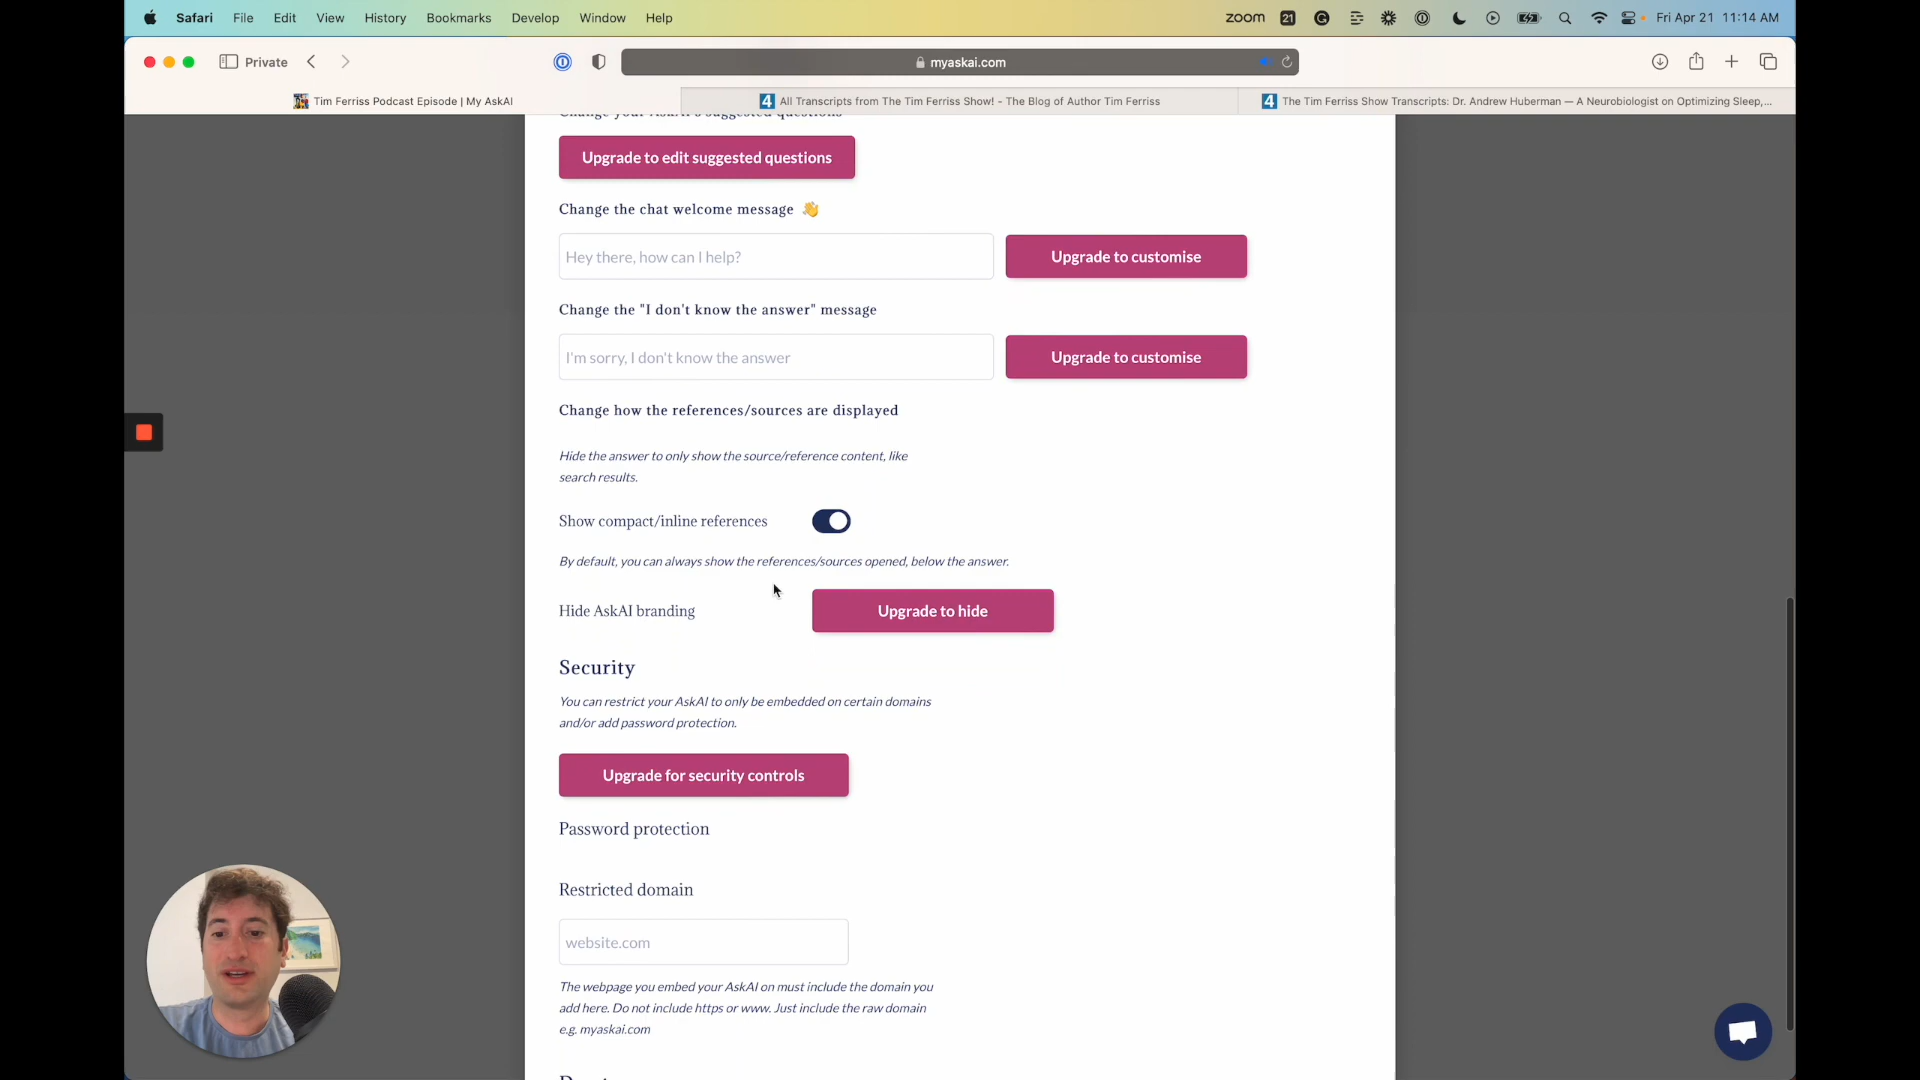 Safari File Edit View History Bookmarks Develop Window Help zoom 21 Fri Apr 21 11:14 AM
Private myaskai.com
Tim Ferriss Podcast Episode | My AskAI 4 All Transcripts from The Tim Ferriss Show! - The Blog of Author Tim Ferriss 4 The Tim Ferriss Show Transcripts: Dr. Andrew Huberman — A Neurobiologist on Optimizing Sleep,...
Change your AskAI's suggested questions
Upgrade to edit suggested questions
Change the chat welcome message 👋
Hey there, how can I help? Upgrade to customise
Change the "I don't know the answer" message
I'm sorry, I don't know the answer Upgrade to customise
Change how the references/sources are displayed
Hide the answer to only show the source/reference content, like
search results.
Show compact/inline references
By default, you can always show the references/sources opened, below the answer.
Hide AskAI branding Upgrade to hide
Security
You can restrict your AskAI to only be embedded on certain domains
and/or add password protection.
Upgrade for security controls
Password protection
Restricted domain
website.com
The webpage you embed your AskAI on must include the domain you
add here. Do not include https or www. Just include the raw domain
e.g. myaskai.com